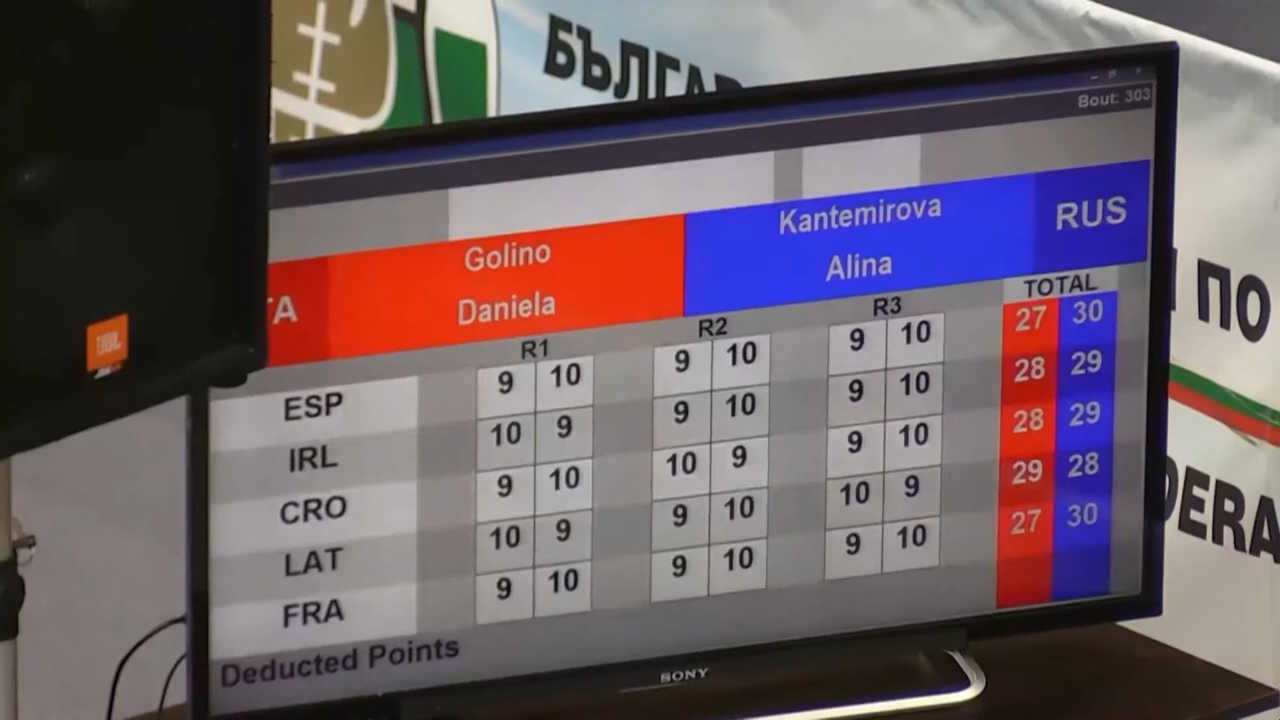 БЪЛГАР
Bout: 303
TA Golino Daniela
Kantemirova Alina RUS
ПО
R1 R2 R3 TOTAL
ESP 9 10 9 10 9 10 27 30
IRL 10 9 9 10 9 10 28 29
CRO 9 10 10 9 9 10 28 29
LAT 10 9 9 10 10 9 29 28
FRA 9 10 9 10 9 10 27 30
Deducted Points
DERA
SONY
JBL